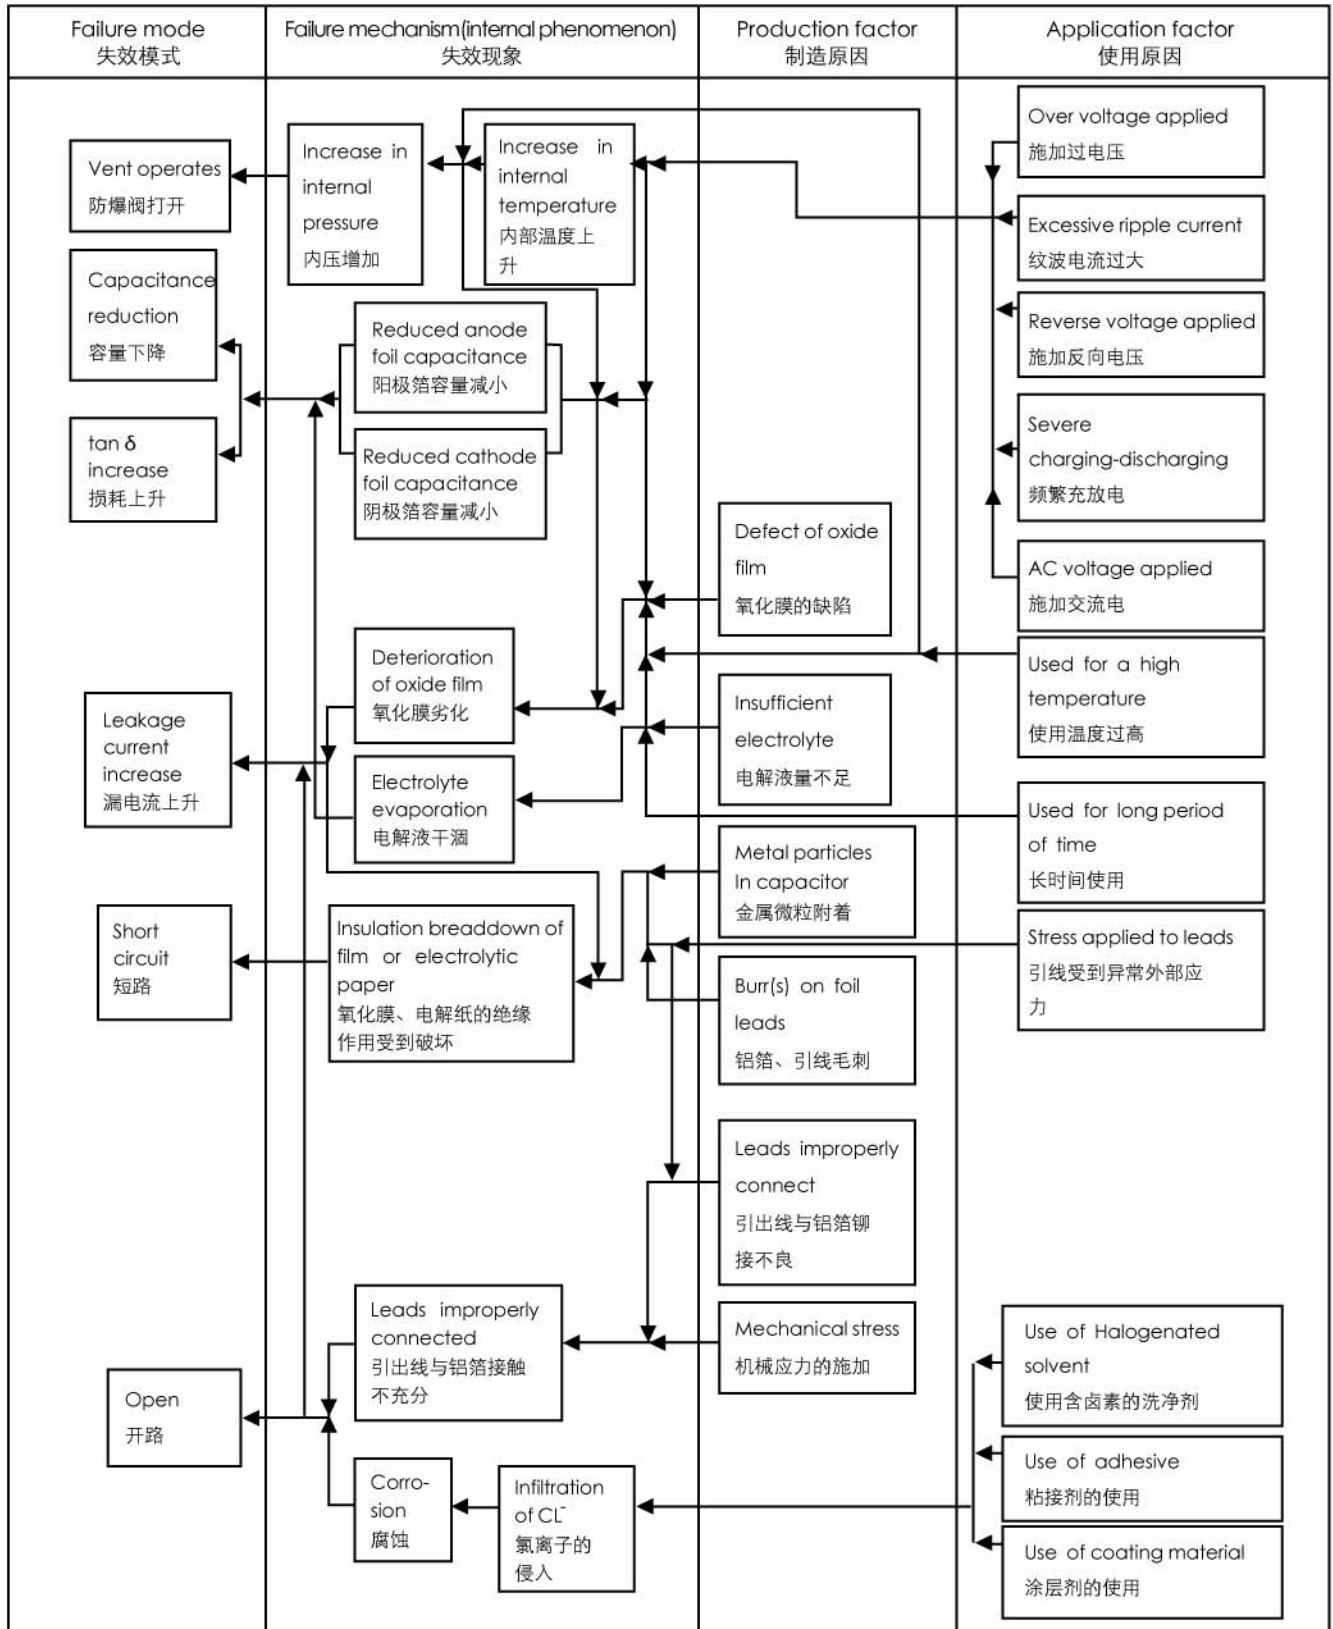 Failure mode
失效模式
Failure mechanism(internal phenomenon)
失效现象
Production factor
制造原因
Application factor
使用原因
Vent operates
防爆阀打开
Capacitance
reduction
容量下降
tan δ
increase
损耗上升
Leakage
current
increase
漏电流上升
Short
circuit
短路
Open
开路
Increase in
internal
pressure
内压增加
Increase in
internal
temperature
内部温度上
升
Reduced anode
foil capacitance
阳极箔容量减小
Reduced cathode
foil capacitance
阴极箔容量减小
Deterioration
of oxide film
氧化膜劣化
Electrolyte
evaporation
电解液干涸
Insulation breaddown of
film or electrolytic
paper
氧化膜、电解纸的绝缘
作用受到破坏
Leads improperly
connected
引出线与铝箔接触
不充分
Corro-
sion
腐蚀
Infiltration
of CL⁻
氯离子的
侵入
Defect of oxide
film
氧化膜的缺陷
Insufficient
electrolyte
电解液量不足
Metal particles
In capacitor
金属微粒附着
Burr(s) on foil
leads
铝箔、引线毛刺
Leads improperly
connect
引出线与铝箔铆
接不良
Mechanical stress
机械应力的施加
Over voltage applied
施加过电压
Excessive ripple current
纹波电流过大
Reverse voltage applied
施加反向电压
Severe
charging-discharging
频繁充放电
AC voltage applied
施加交流电
Used for a high
temperature
使用温度过高
Used for long period
of time
长时间使用
Stress applied to leads
引线受到异常外部应
力
Use of Halogenated
solvent
使用含卤素的洗净剂
Use of adhesive
粘接剂的使用
Use of coating material
涂层剂的使用